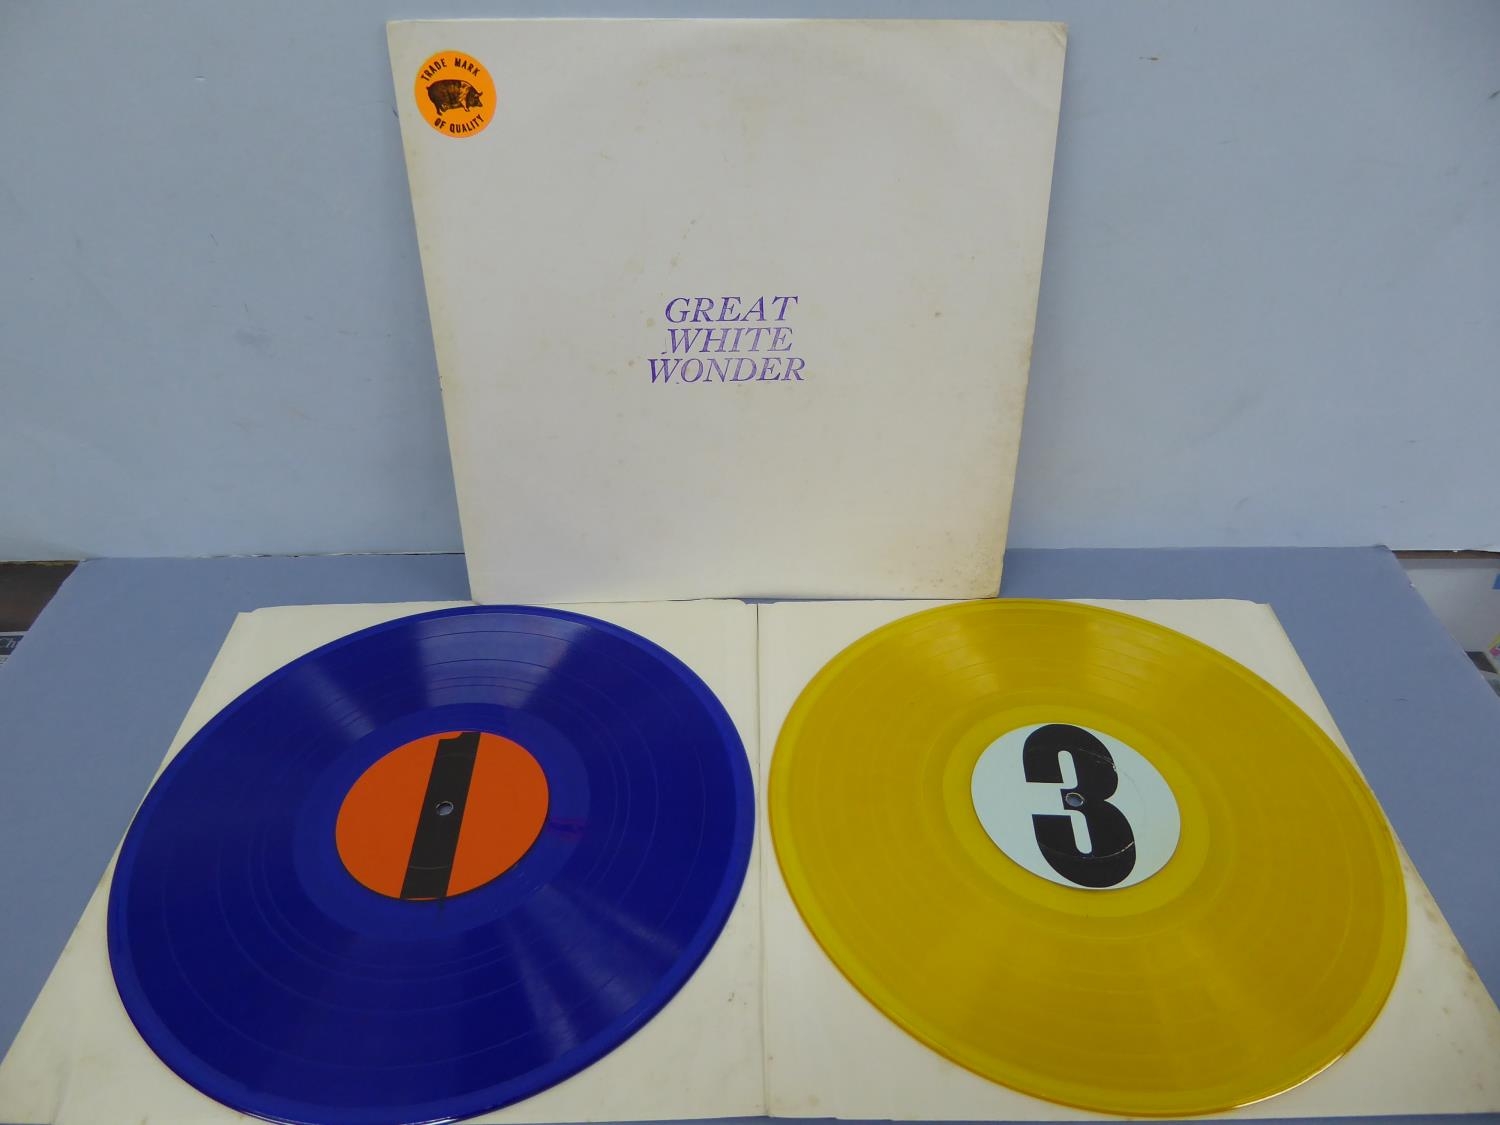 TRADE MARK
OF QUALITY
GREAT
WHITE
WONDER
1
3